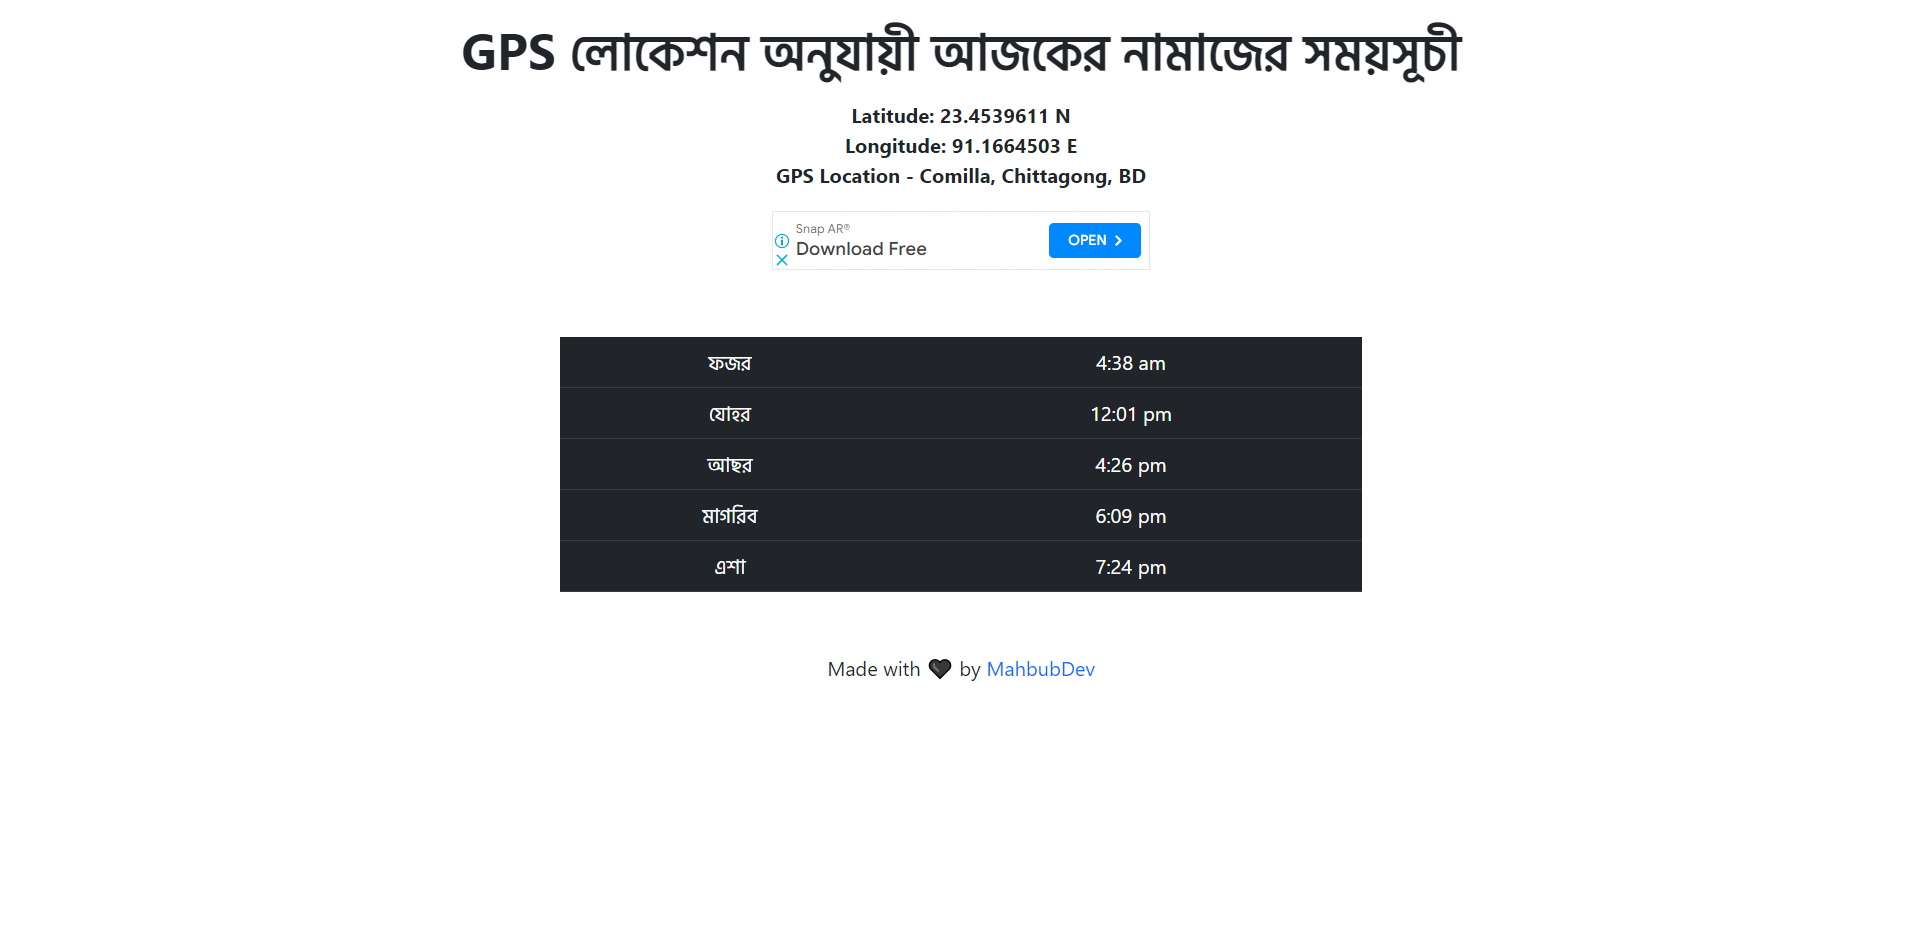 GPS লোকেশন অনুযায়ী আজকের নামাজের সময়সূচী
Latitude: 23.4539611 N
Longitude: 91.1664503 E
GPS Location - Comilla, Chittagong, BD
Snap AR®
Download Free
OPEN
ফজর 4:38 am
যোহর 12:01 pm
আছর 4:26 pm
মাগরিব 6:09 pm
এশা 7:24 pm
Made with 🖤 by MahbubDev